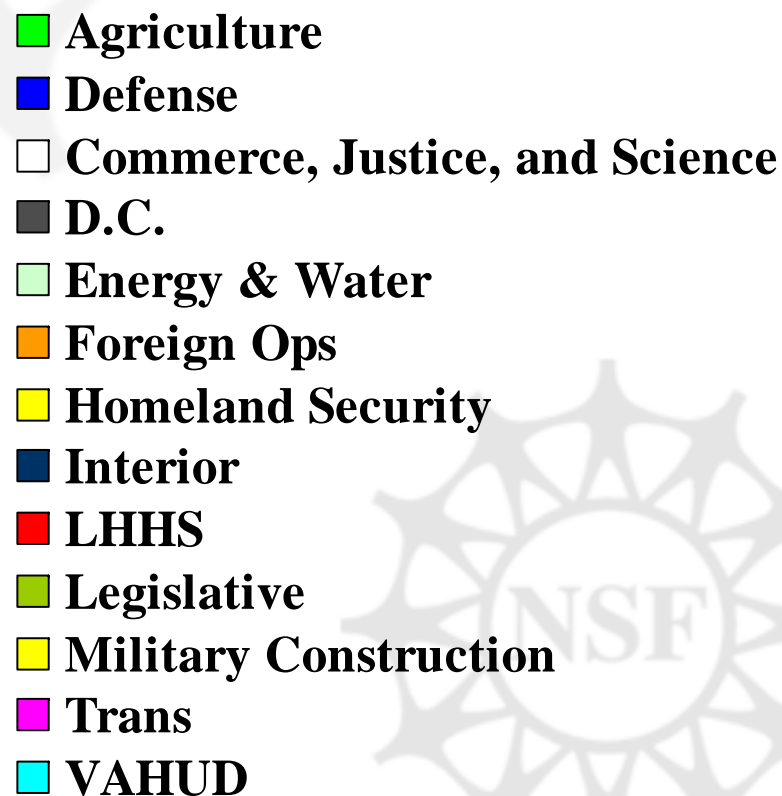 Agriculture
Defense
Commerce, Justice, and Science
D.C.
Energy & Water
Foreign Ops
Homeland Security
Interior
LHHS
Legislative
NSF
Military Construction
Trans
VAHUD